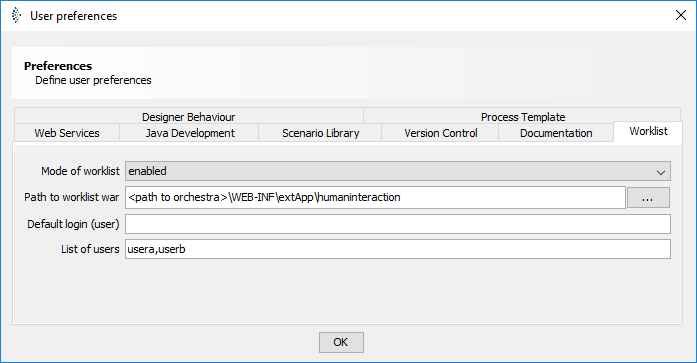 User preferences
Preferences
Define user preferences
Designer Behaviour
Process Template
Web Services
Java Development
Scenario Library
Version Control
Documentation
Worklist
Mode of worklist
enabled
Path to worklist war
<path to orchestra>\WEB-INF\extApp\humaninteraction
...
Default login (user)
List of users
usera,userb
OK